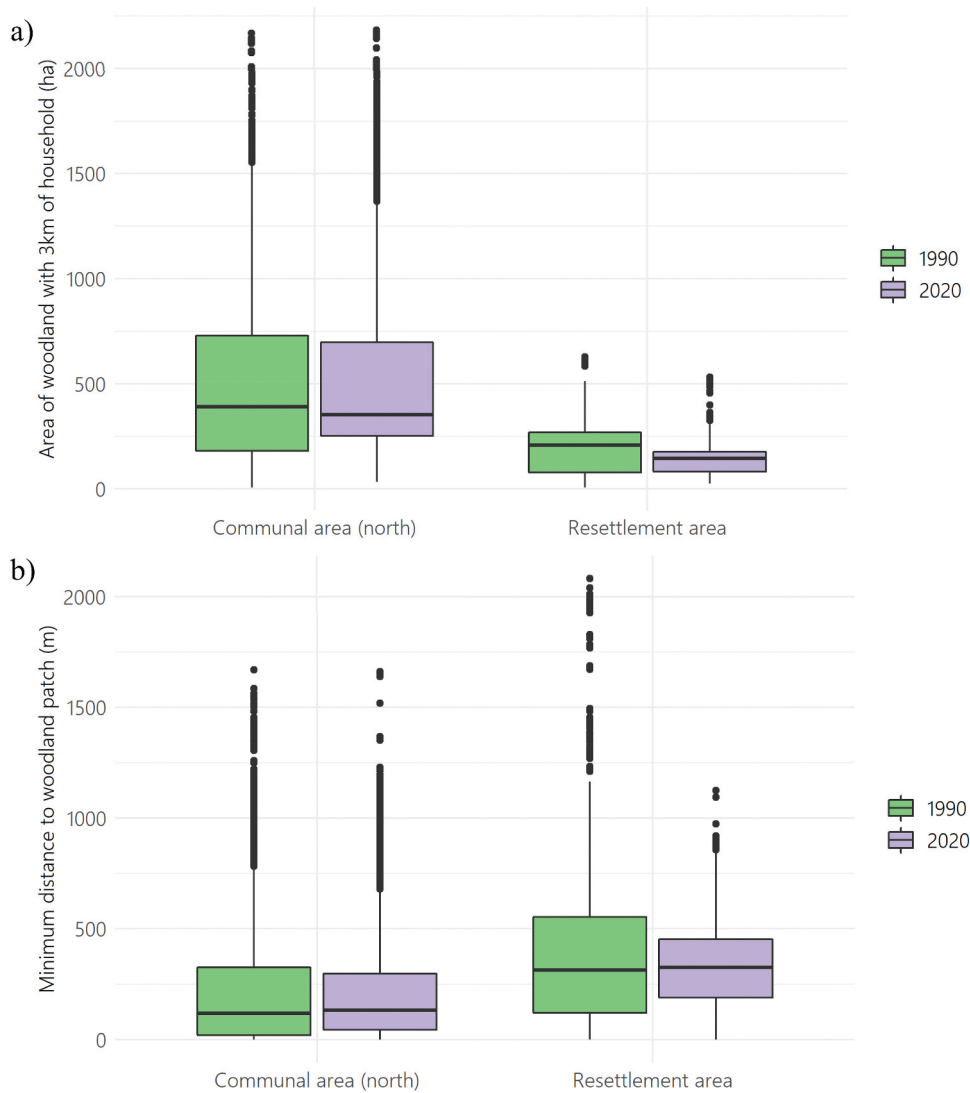 a)
Area of woodland with 3km of household (ha)
2000
1500
1000
500
0
Communal area (north)
Resettlement area
1990
2020
b)
Minimum distance to woodland patch (m)
2000
1500
1000
500
0
Communal area (north)
Resettlement area
1990
2020